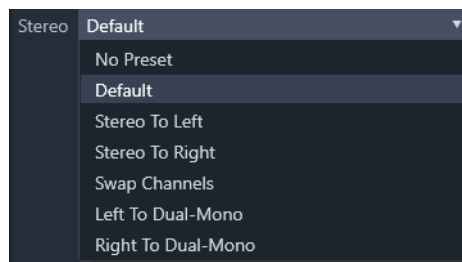 Stereo Default
No Preset
Default
Stereo To Left
Stereo To Right
Swap Channels
Left To Dual-Mono
Right To Dual-Mono